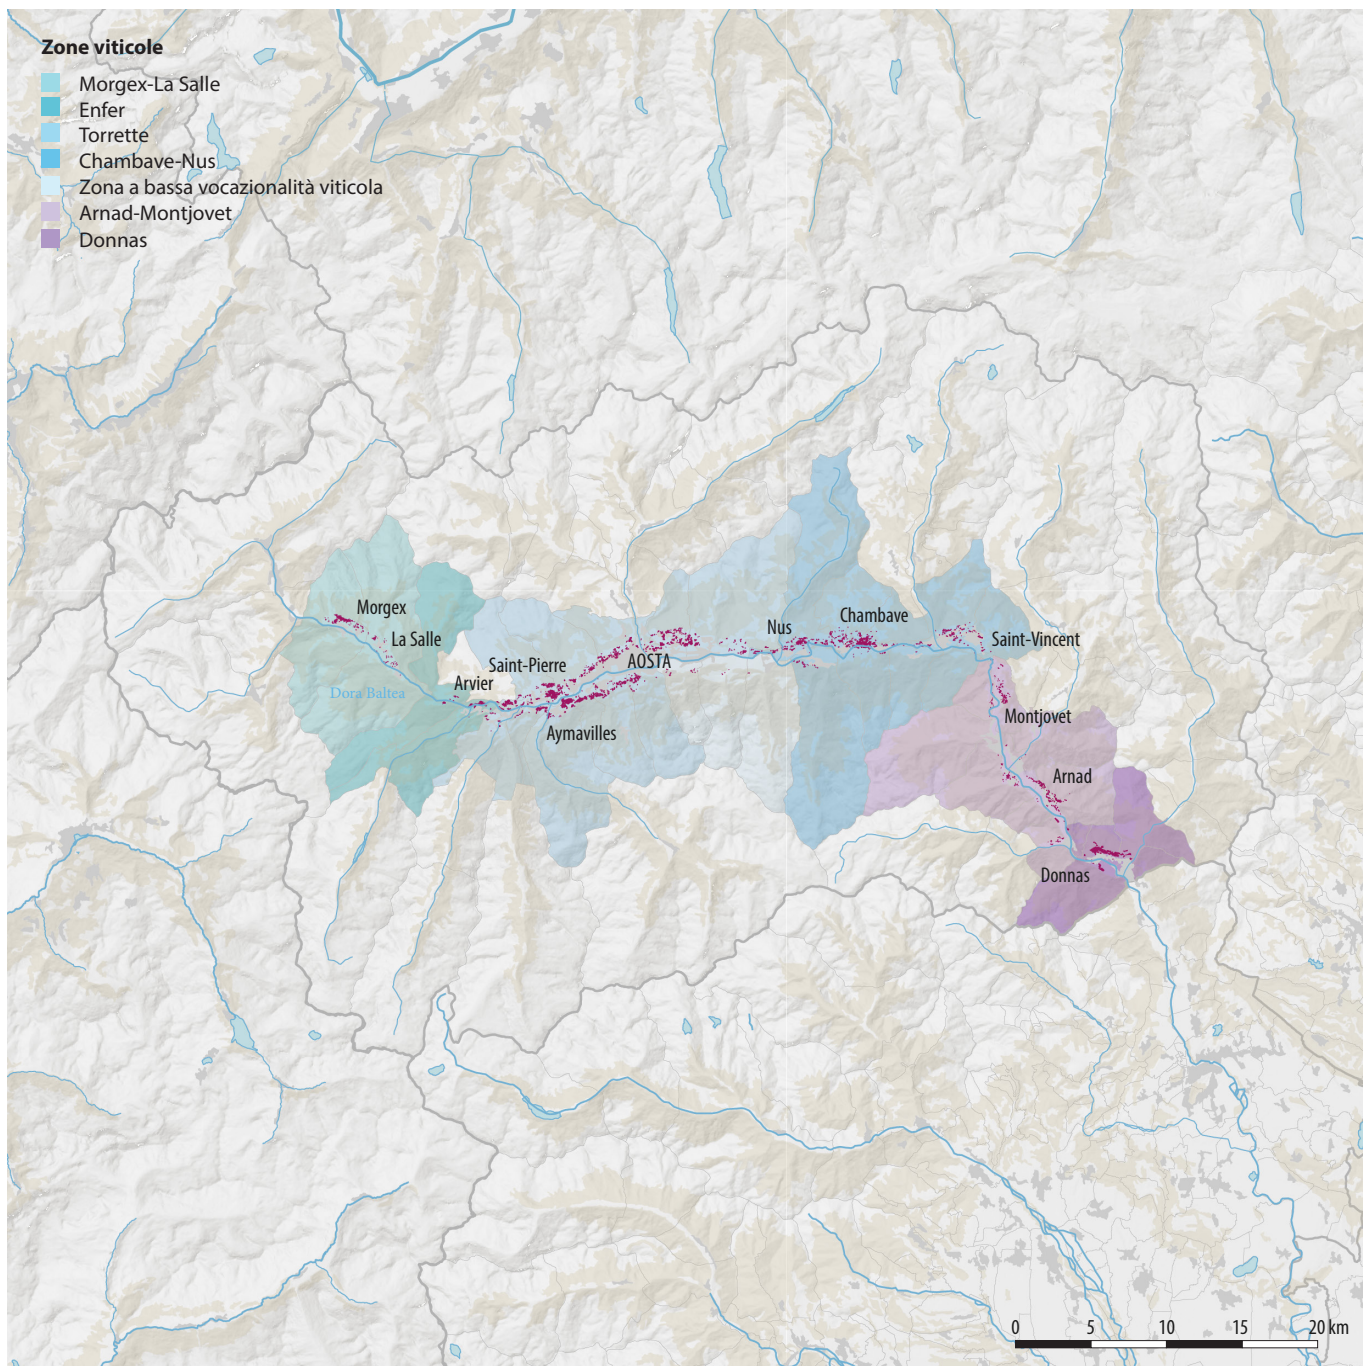 Zone viticole
Morgex-La Salle
Enfer
Torrette
Chambave-Nus
Zona a bassa vocazionalità viticola
Arnad-Montjovet
Donnas
Morgex
La Salle
Dora Baltea
Arvier
Saint-Pierre
Aymavilles
AOSTA
Nus
Chambave
Saint-Vincent
Montjovet
Arnad
Donnas
0 5 10 15 20 km